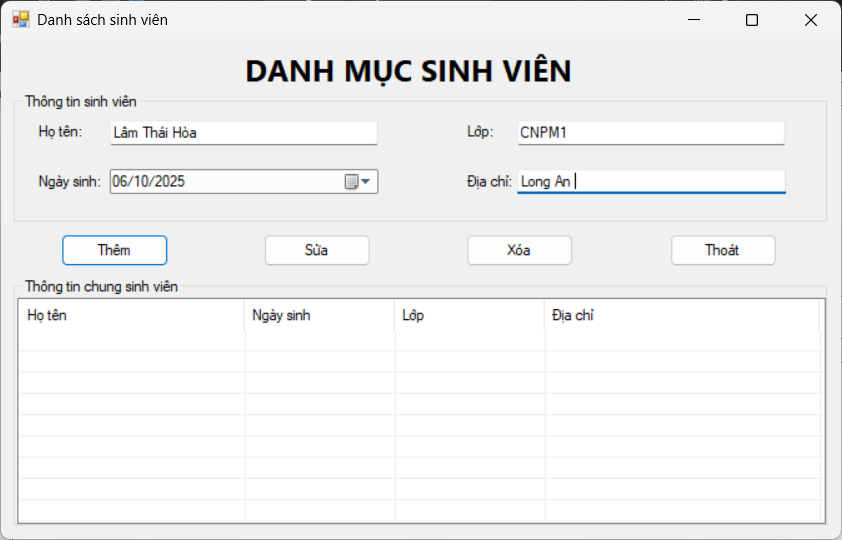 Danh sách sinh viên
DANH MỤC SINH VIÊN
Thông tin sinh viên
Họ tên: Lâm Thái Hòa Lớp: CNPM1
Ngày sinh: 06/10/2025 Địa chỉ: Long An
Thêm Sửa Xóa Thoát
Thông tin chung sinh viên
Họ tên Ngày sinh Lớp Địa chỉ